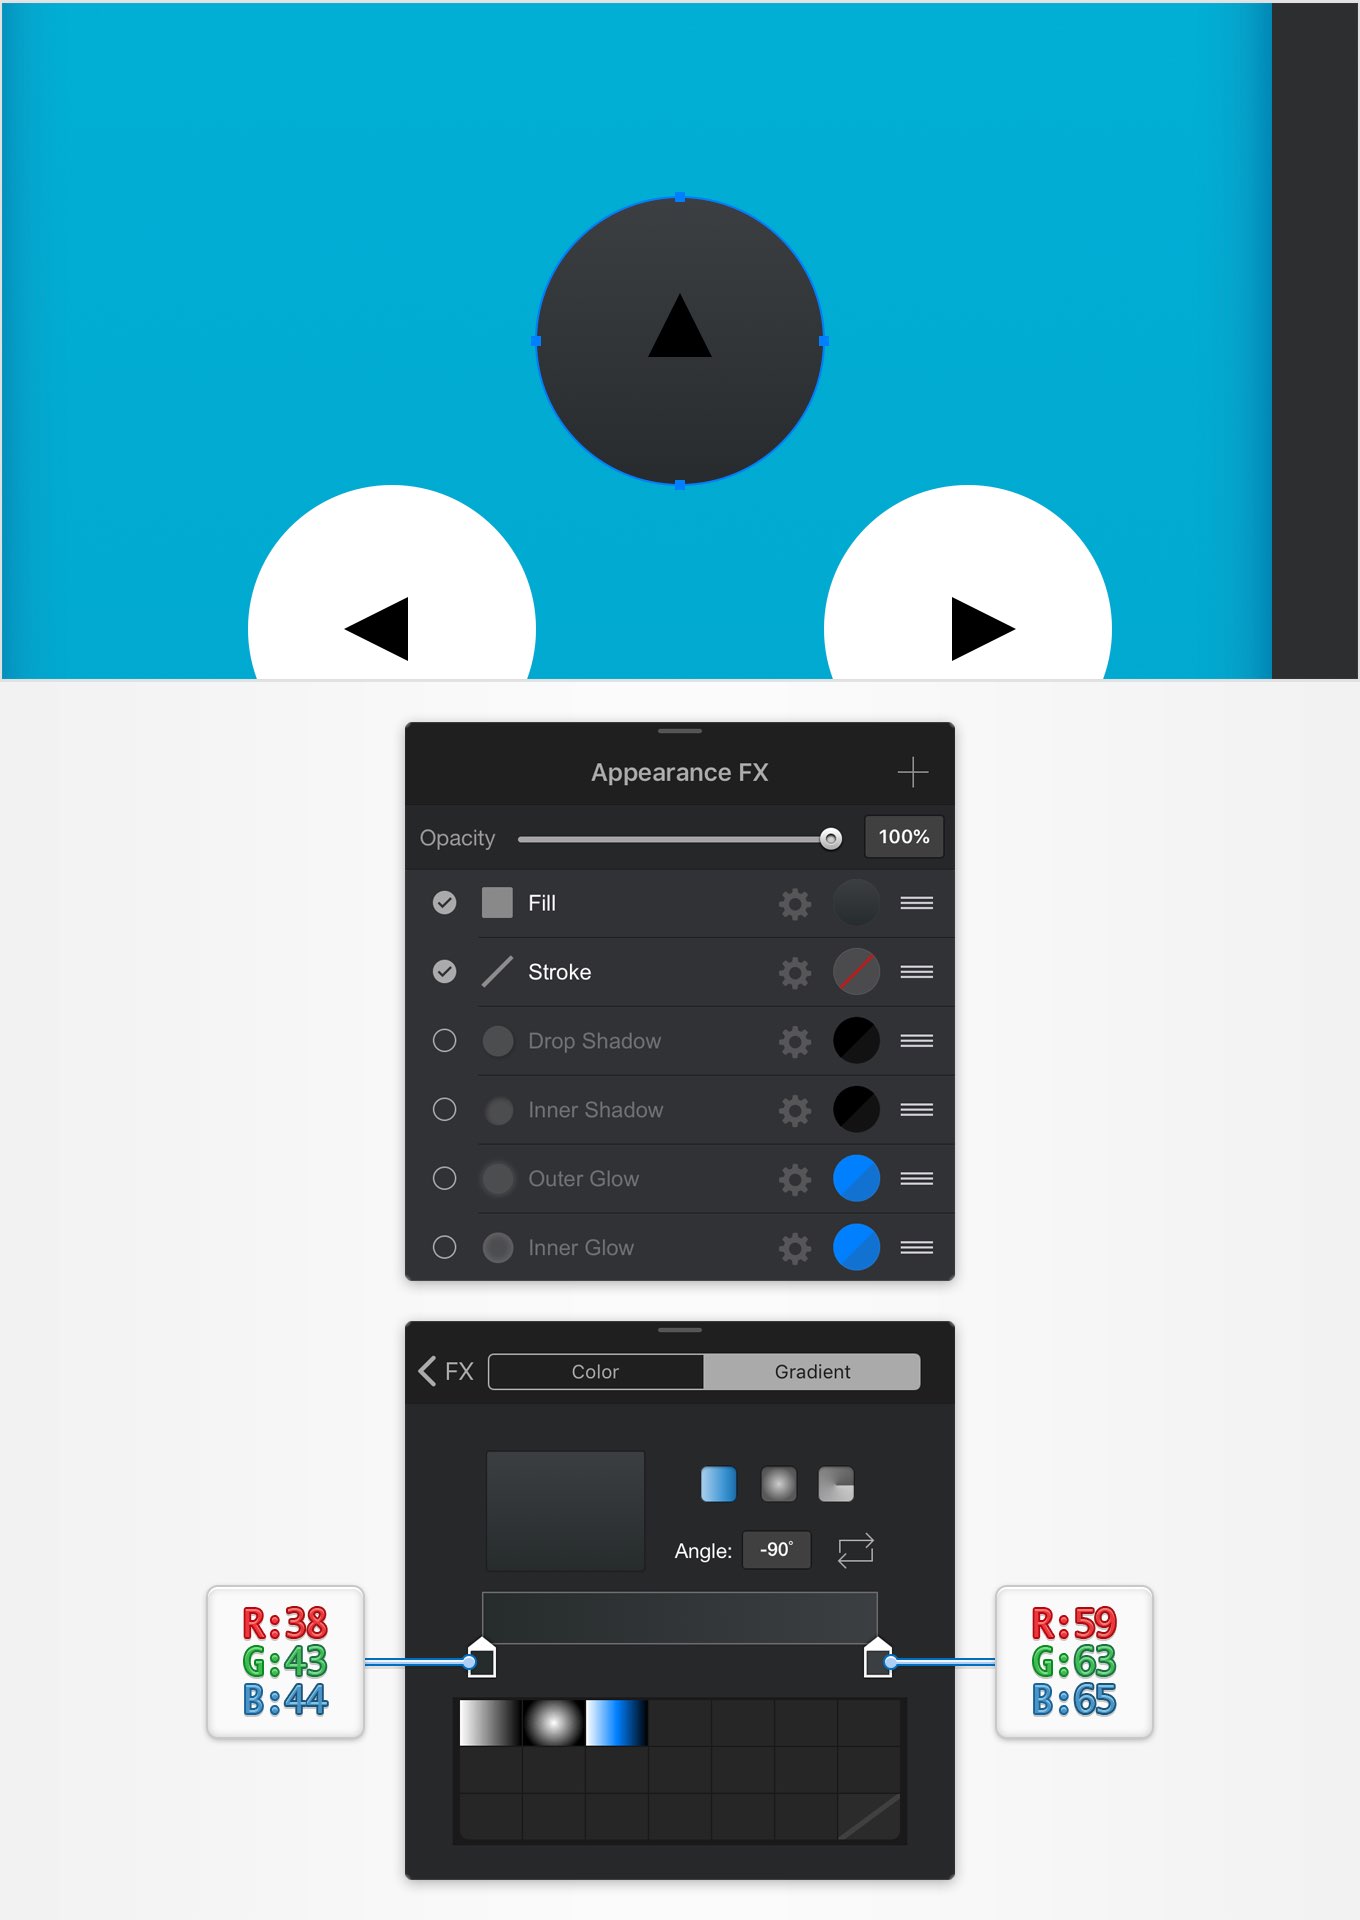 Appearance FX
Opacity 100%
Fill
Stroke
Drop Shadow
Inner Shadow
Outer Glow
Inner Glow
FX Color Gradient
Angle: -90°
R:38
G:43
B:44
R:59
G:63
B:65